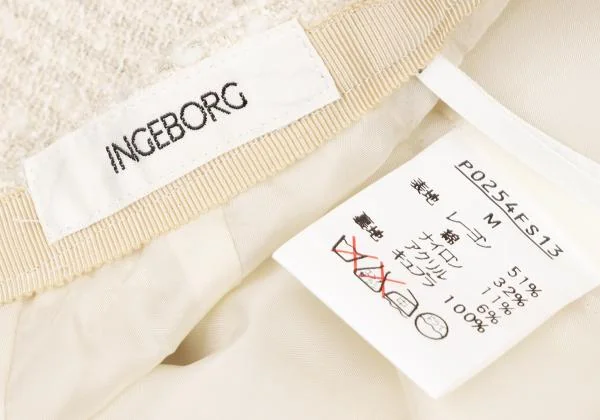 INGEBORG
P0254FS13
M
表地 レーヨン 51%
綿 32%
ナイロン 11%
アクリル 6%
裏地 キュプラ 100%